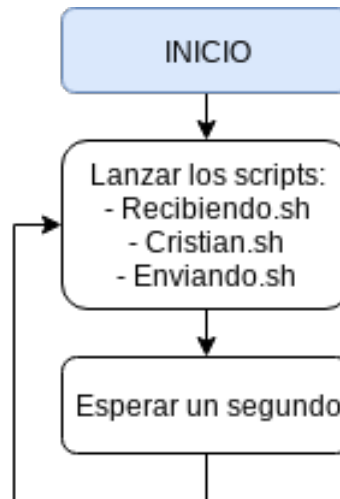 INICIO
Lanzar los scripts:
- Recibiendo.sh
- Cristian.sh
- Enviando.sh
Esperar un segundo